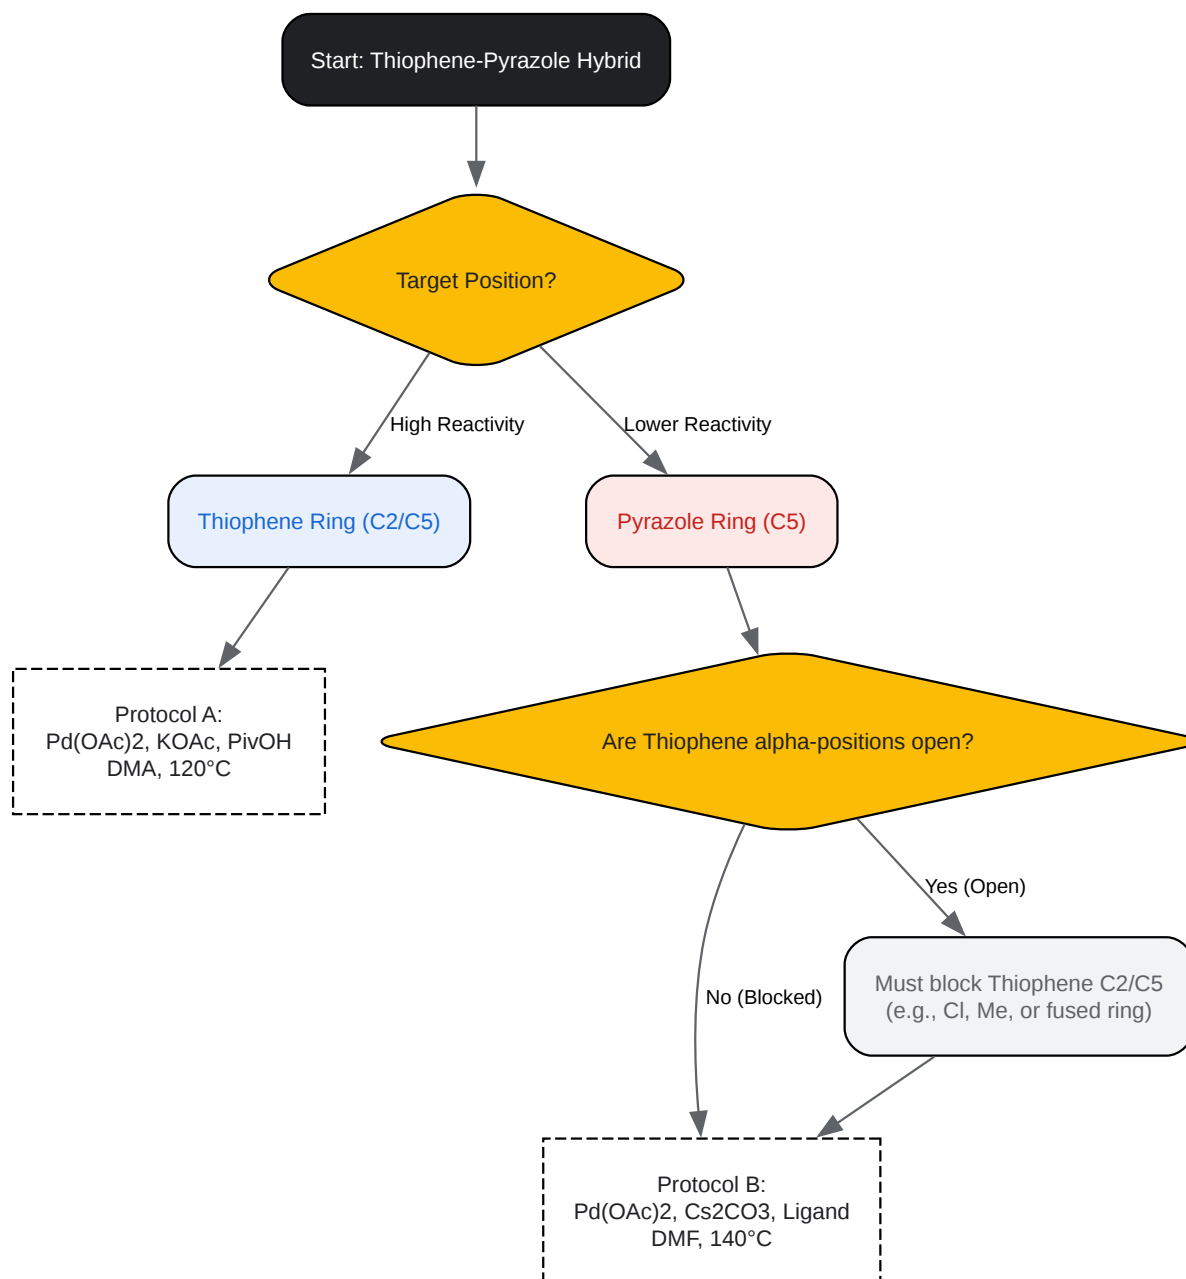 Start: Thiophene-Pyrazole Hybrid
Target Position?
High Reactivity
Lower Reactivity
Thiophene Ring (C2/C5)
Pyrazole Ring (C5)
Protocol A:
Pd(OAc)2, KOAc, PivOH
DMA, 120°C
Are Thiophene alpha-positions open?
Yes (Open)
No (Blocked)
Must block Thiophene C2/C5
(e.g., Cl, Me, or fused ring)
Protocol B:
Pd(OAc)2, Cs2CO3, Ligand
DMF, 140°C